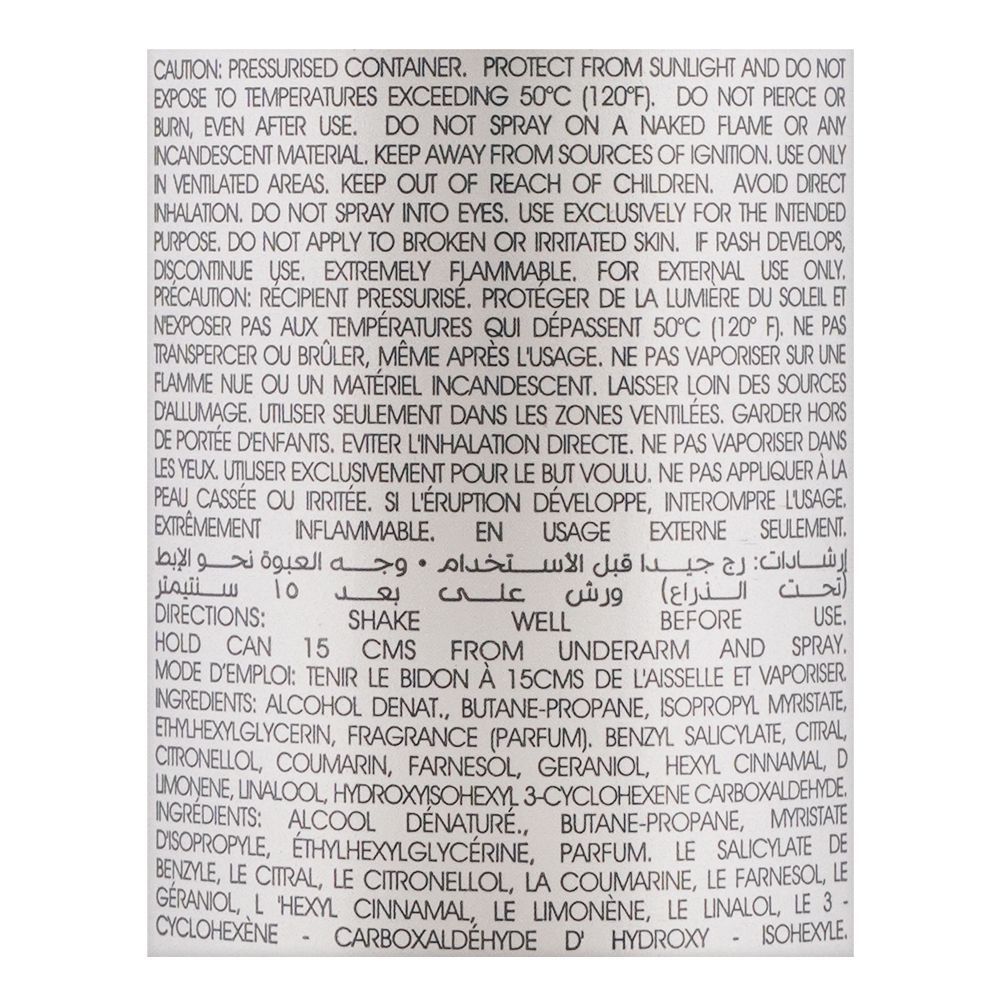 CAUTION: PRESSURISED CONTAINER. PROTECT FROM SUNLIGHT AND DO NOT
EXPOSE TO TEMPERATURES EXCEEDING 50°C (120°F). DO NOT PIERCE OR
BURN, EVEN AFTER USE. DO NOT SPRAY ON A NAKED FLAME OR ANY
INCANDESCENT MATERIAL. KEEP AWAY FROM SOURCES OF IGNITION. USE ONLY
IN VENTILATED AREAS. KEEP OUT OF REACH OF CHILDREN. AVOID DIRECT
INHALATION. DO NOT SPRAY INTO EYES. USE EXCLUSIVELY FOR THE INTENDED
PURPOSE. DO NOT APPLY TO BROKEN OR IRRITATED SKIN. IF RASH DEVELOPS,
DISCONTINUE USE. EXTREMELY FLAMMABLE. FOR EXTERNAL USE ONLY.
PRÉCAUTION: RÉCIPIENT PRESSURISÉ. PROTÉGER DE LA LUMIÈRE DU SOLEIL ET
N'EXPOSER PAS AUX TEMPÉRATURES QUI DÉPASSENT 50°C (120° F). NE PAS
TRANSPERCER OU BRÛLER, MÊME APRÈS L'USAGE. NE PAS VAPORISER SUR UNE
FLAMME NUE OU UN MATÉRIEL INCANDESCENT. LAISSER LOIN DES SOURCES
D'ALLUMAGE. UTILISER SEULEMENT DANS LES ZONES VENTILÉES. GARDER HORS
DE PORTÉE D'ENFANTS. EVITER L'INHALATION DIRECTE. NE PAS VAPORISER DANS
LES YEUX. UTILISER EXCLUSIVEMENT POUR LE BUT VOULU. NE PAS APPLIQUER À LA
PEAU CASSÉE OU IRRITÉE. SI L'ÉRUPTION DÉVELOPPE, INTEROMPRE L'USAGE.
EXTRÊMEMENT INFLAMMABLE. EN USAGE EXTERNE SEULEMENT.
إرشادات: رج جيـــدا قبل الأستخدام • وجـــه العبوة نحـــو الإبط
(تحـــت الـــذراع) ورش علـــى بعـــد ١٥ ســـنتيمتر
DIRECTIONS: SHAKE WELL BEFORE USE.
HOLD CAN 15 CMS FROM UNDERARM AND SPRAY.
MODE D'EMPLOI: TENIR LE BIDON À 15CMS DE L'AISSELLE ET VAPORISER.
INGREDIENTS: ALCOHOL DENAT., BUTANE-PROPANE, ISOPROPYL MYRISTATE,
ETHYLHEXYLGLYCERIN, FRAGRANCE (PARFUM). BENZYL SALICYLATE, CITRAL,
CITRONELLOL, COUMARIN, FARNESOL, GERANIOL, HEXYL CINNAMAL, D
LIMONENE, LINALOOL, HYDROXYISOHEXYL 3-CYCLOHEXENE CARBOXALDEHYDE.
INGRÉDIENTS: ALCOOL DÉNATURÉ., BUTANE-PROPANE, MYRISTATE
D'ISOPROPYLE, ÉTHYLHEXYLGLYCÉRINE, PARFUM. LE SALICYLATE DE
BENZYLE, LE CITRAL, LE CITRONELLOL, LA COUMARINE, LE FARNESOL, LE
GÉRANIOL, L 'HEXYL CINNAMAL, LE LIMONÈNE, LE LINALOL, LE 3 -
CYCLOHEXÈNE - CARBOXALDÉHYDE D' HYDROXY - ISOHEXYLE.